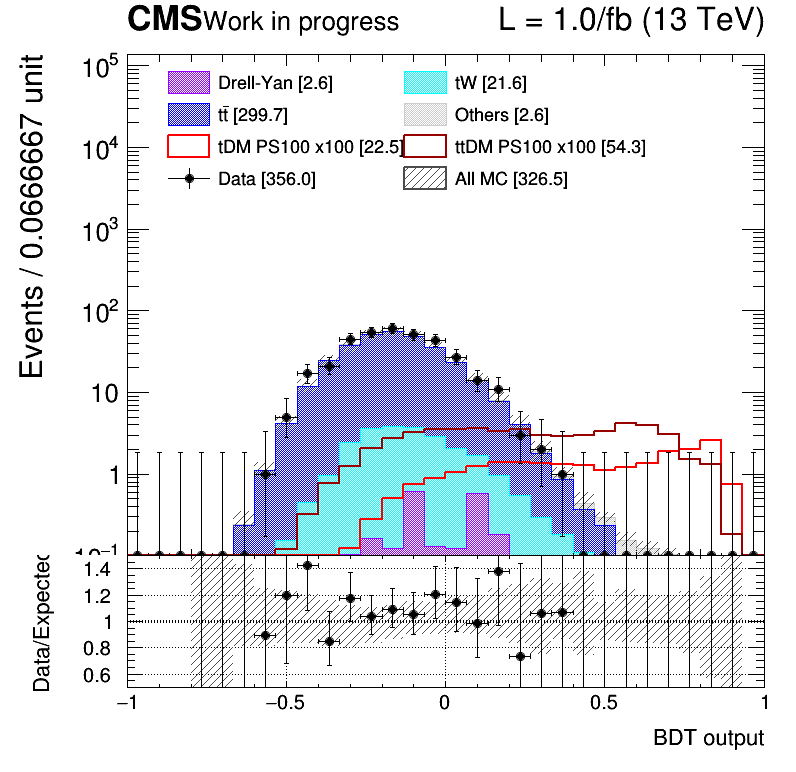 CMS Work in progress L = 1.0/fb (13 TeV)
Events / 0.0666667 unit
10⁵
10⁴
10³
10²
10
1
10⁻¹
Drell-Yan [2.6] tW [21.6]
tt̄ [299.7] Others [2.6]
tDM PS100 x100 [22.5] ttDM PS100 x100 [54.3]
Data [356.0] All MC [326.5]
Data/Expected
1.4
1.2
1
0.8
0.6
−1 −0.5 0 0.5 1
BDT output